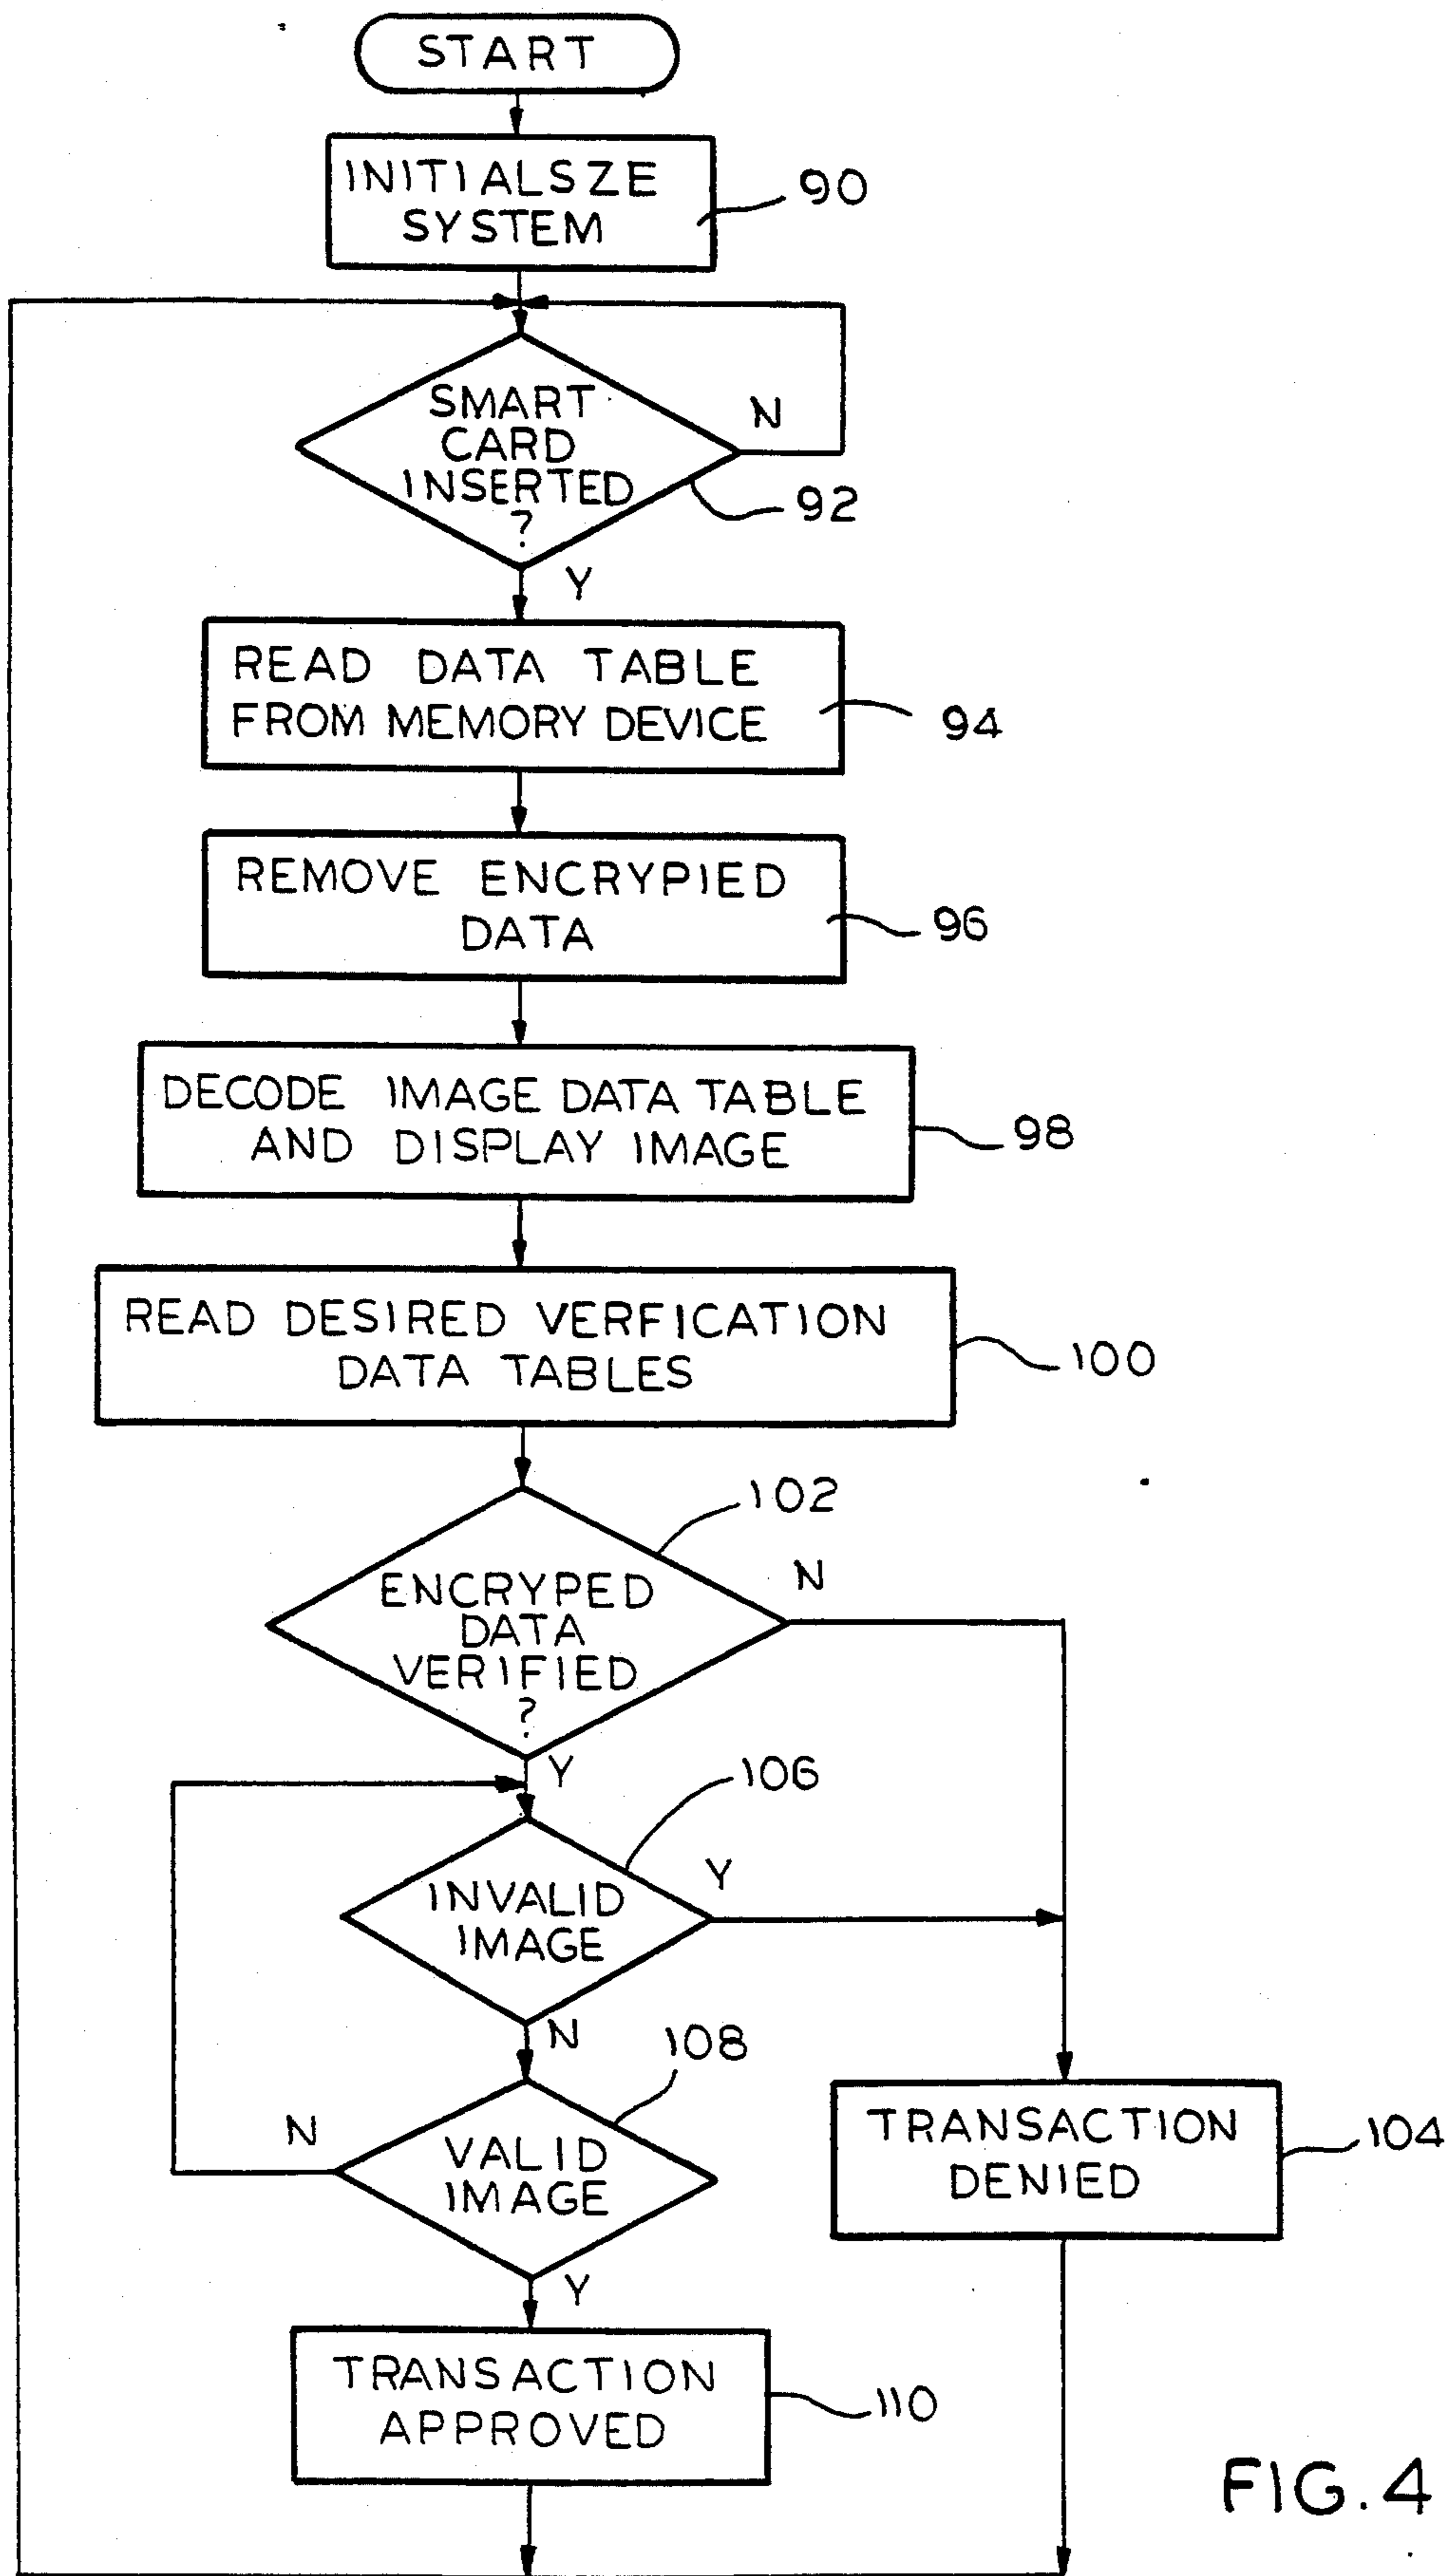 START
INITIALSZE
SYSTEM
90
SMART
CARD
INSERTED
?
N
92
Y
READ DATA TABLE
FROM MEMORY DEVICE
94
REMOVE ENCRYPIED
DATA
96
DECODE IMAGE DATA TABLE
AND DISPLAY IMAGE
98
READ DESIRED VERFICATION
DATA TABLES
100
102
ENCRYPED
DATA
VERIFIED
?
N
Y
106
INVALID
IMAGE
Y
N
108
VALID
IMAGE
N
Y
TRANSACTION
DENIED
104
TRANSACTION
APPROVED
110
FIG. 4